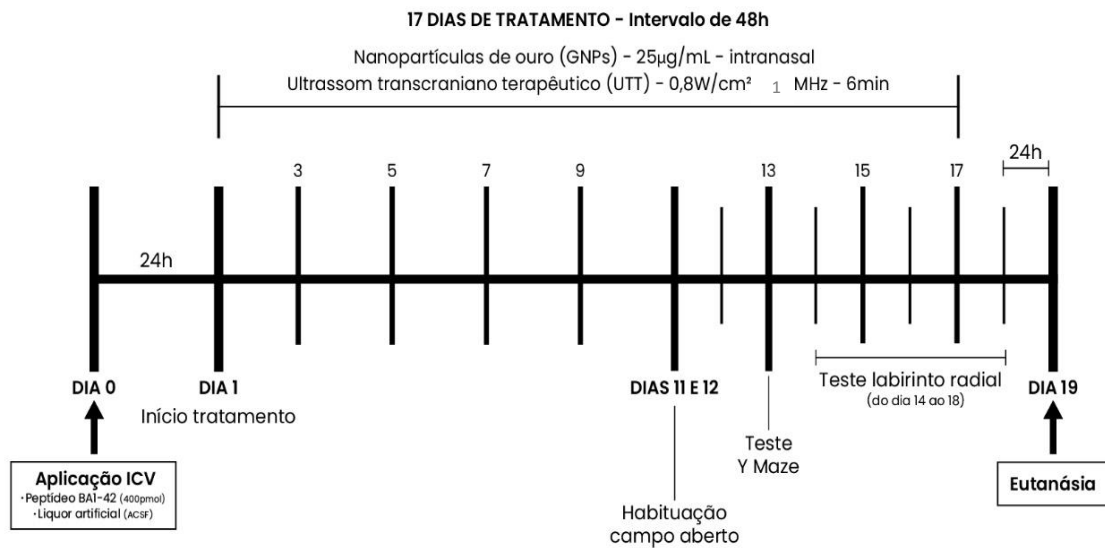 17 DIAS DE TRATAMENTO - Intervalo de 48h
Nanopartículas de ouro (GNPs) - 25µg/mL - intranasal
Ultrassom transcraniano terapêutico (UTT) - 0,8W/cm² 1 MHz - 6min
3
5
7
9
13
15
17
24h
24h
DIA 0
DIA 1
Início tratamento
DIAS 11 E 12
Teste labirinto radial
(do dia 14 ao 18)
DIA 19
Teste
Y Maze
Aplicação ICV
·Peptídeo BA1-42 (400pmol)
·Liquor artificial (ACSF)
Habituação
campo aberto
Eutanásia